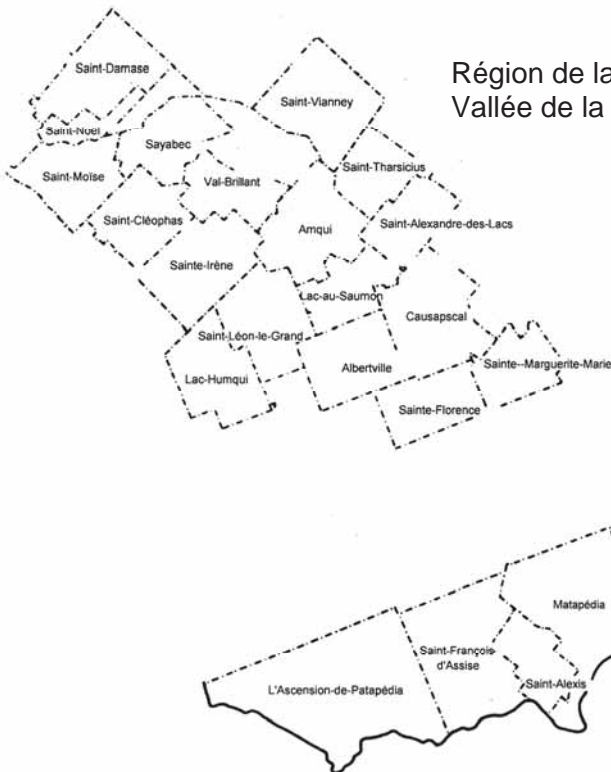 Région de la
Vallée de la
Saint-Damase
Saint-Vianney
Saint-Noël
Sayabec
Saint-Tharsicius
Saint-Moïse
Val-Brillant
Saint-Cléophas
Saint-Alexandre-des-Lacs
Amqui
Sainte-Irène
Lac-au-Saumon
Causapscal
Saint-Léon-le-Grand
Sainte--Marguerite-Marie
Albertville
Lac-Humqui
Sainte-Florence
Matapédia
Saint-François
d'Assise
Saint-Alexis
L'Ascension-de-Patapédia